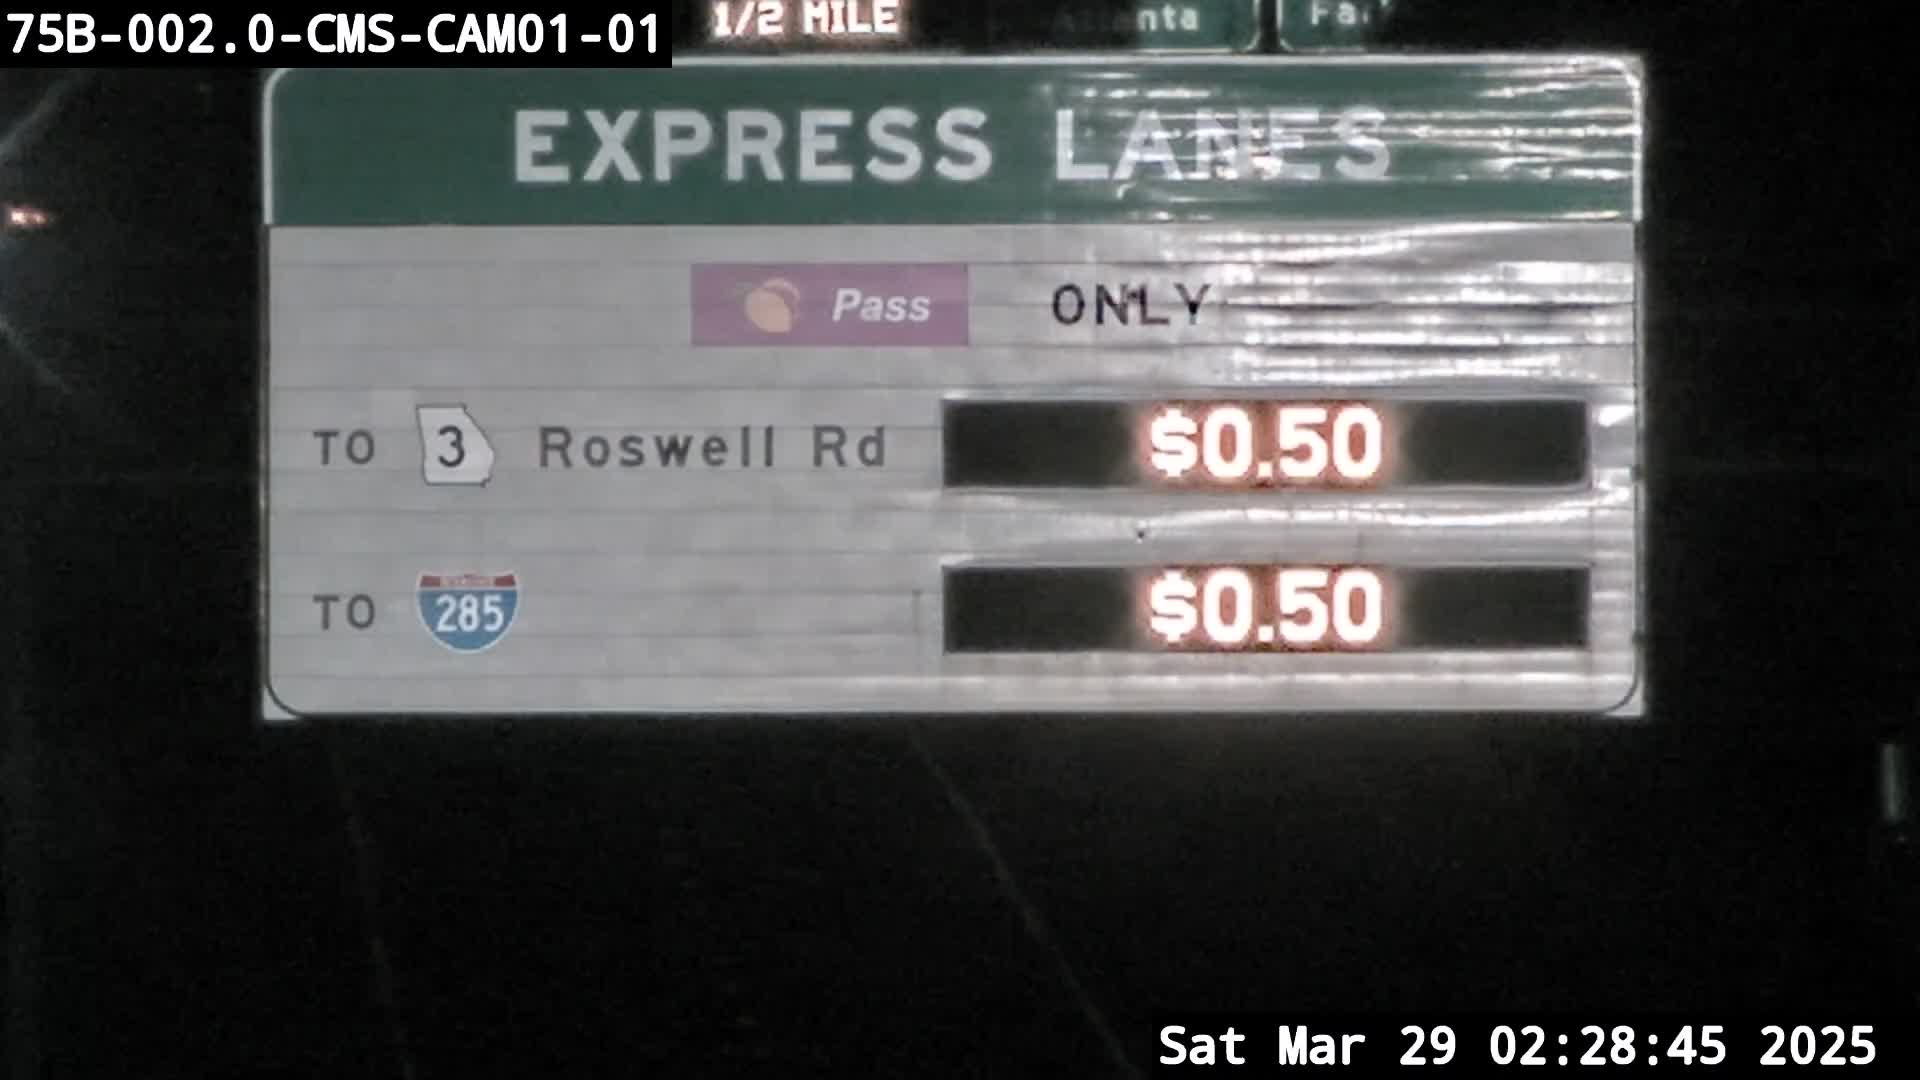 75B-002.0-CMS-CAM01-01
1/2 MILE
EXPRESS LANES
Pass ONLY
TO 3 Roswell Rd $0.50
TO 285 $0.50
Sat Mar 29 02:28:45 2025